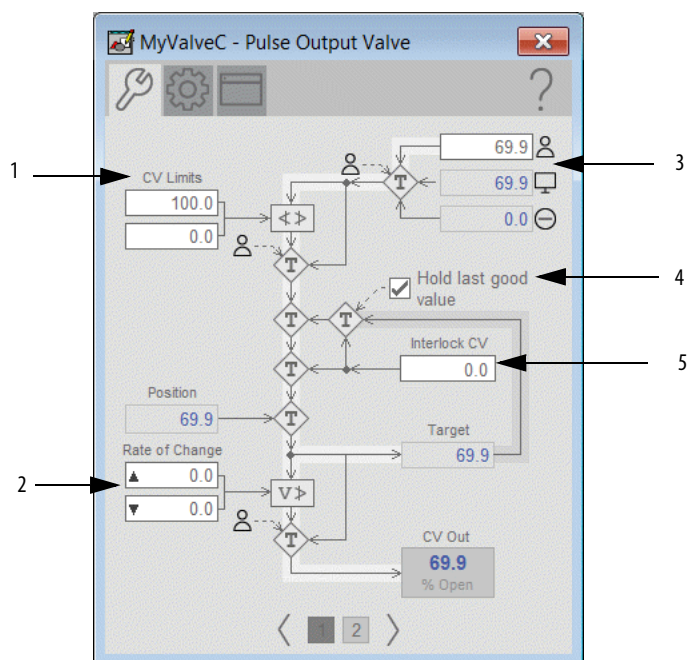 MyValveC - Pulse Output Valve
?
1
CV Limits
100.0
0.0
69.9
69.9
0.0
3
T
T
T
T
Hold last good
value
4
Interlock CV
0.0
5
T
Position
69.9
T
Rate of Change
0.0
0.0
2
Target
69.9
V
T
CV Out
69.9
% Open
1
2